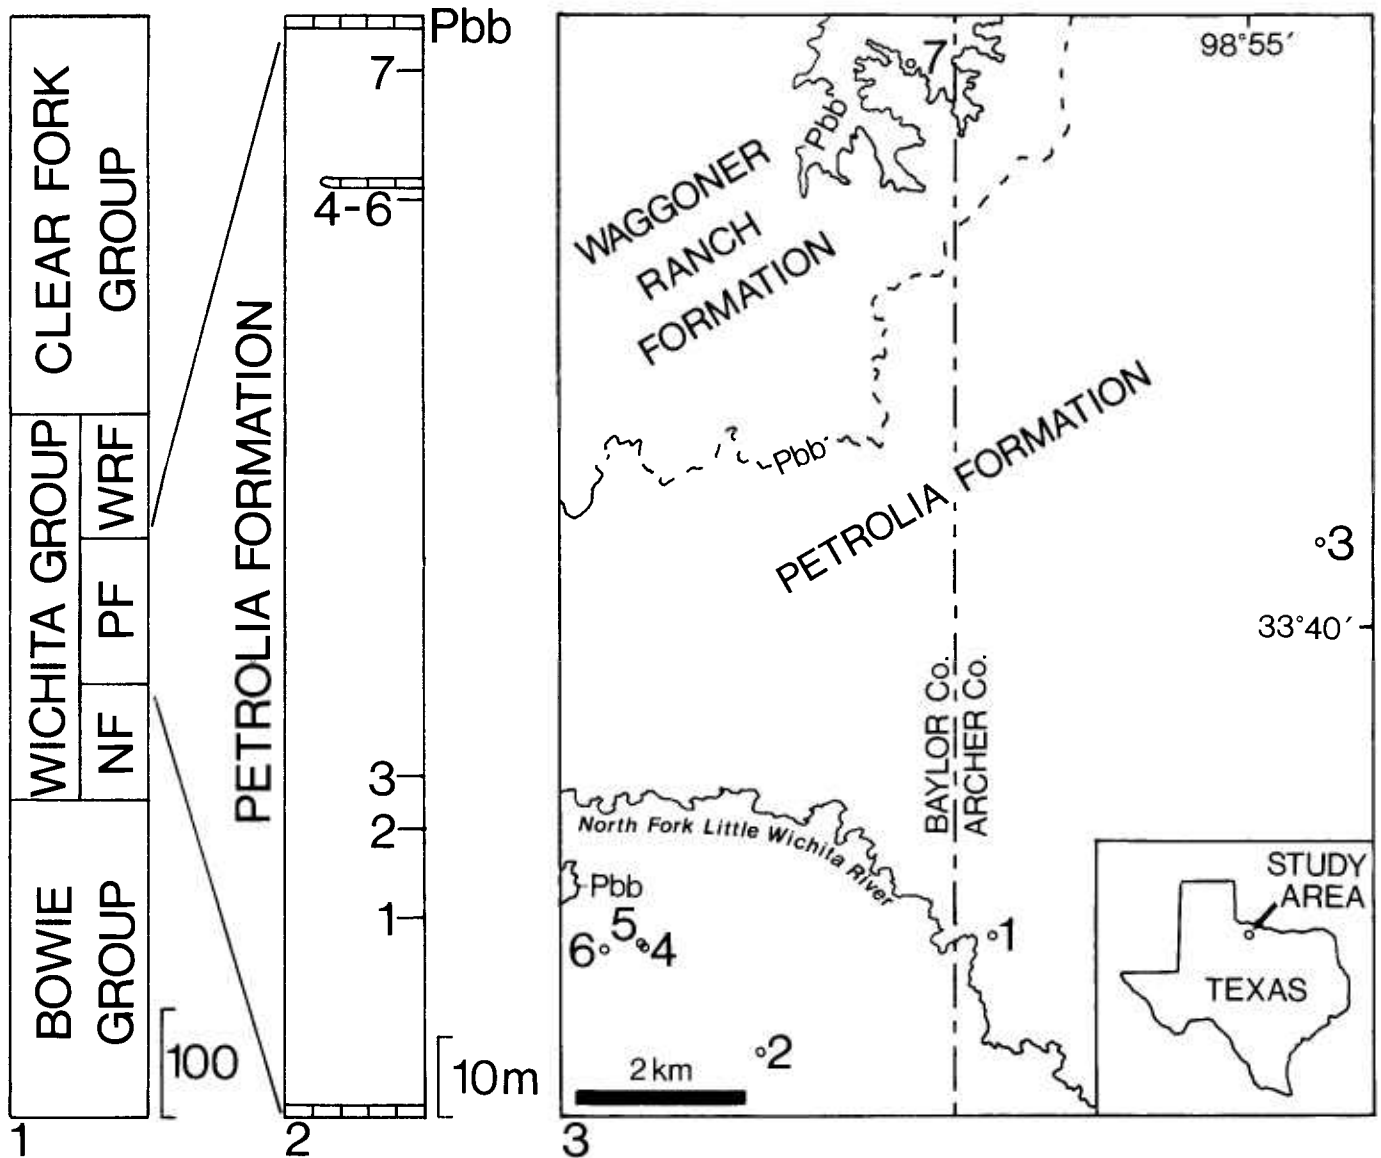 CLEAR FORK
GROUP
WICHITA GROUP
WRF
PF
NF
BOWIE
GROUP
100
1
PETROLIA FORMATION
Pbb
7
4-6
3
2
1
10m
2
98°55′
7
Pbb
WAGGONER
RANCH
FORMATION
Pbb
PETROLIA FORMATION
3
33°40′
BAYLOR Co.
ARCHER Co.
North Fork Little Wichita River
Pbb
5
6
4
1
2
2 km
STUDY
AREA
TEXAS
3